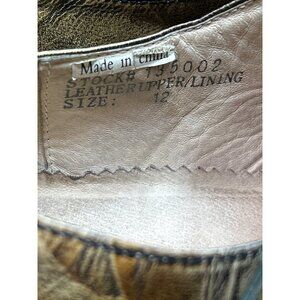 Made in china
STOCK# 135002
LEATHER UPPER/LINING
SIZE: 12